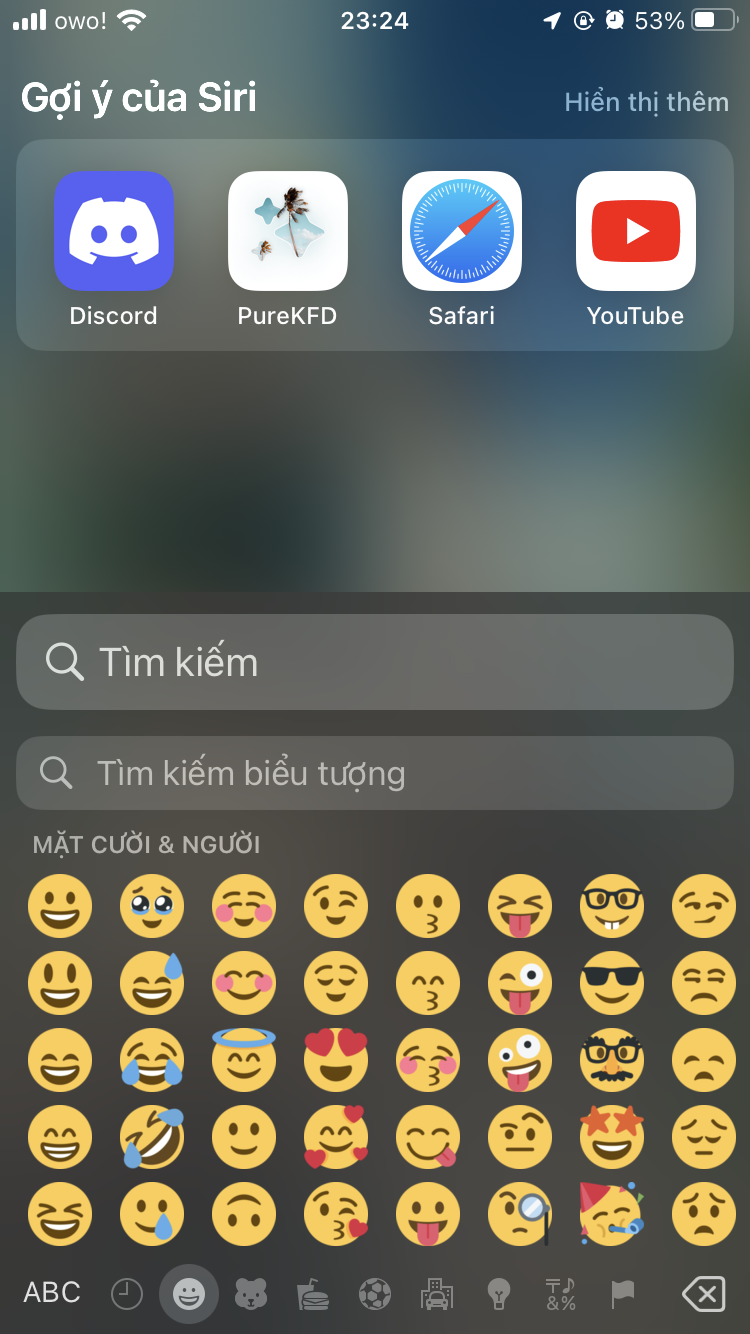 owo!
23:24
53%
Gợi ý của Siri
Hiển thị thêm
Discord
PureKFD
Safari
YouTube
Tìm kiếm
Tìm kiếm biểu tượng
MẶT CƯỜI & NGƯỜI
ABC
&%